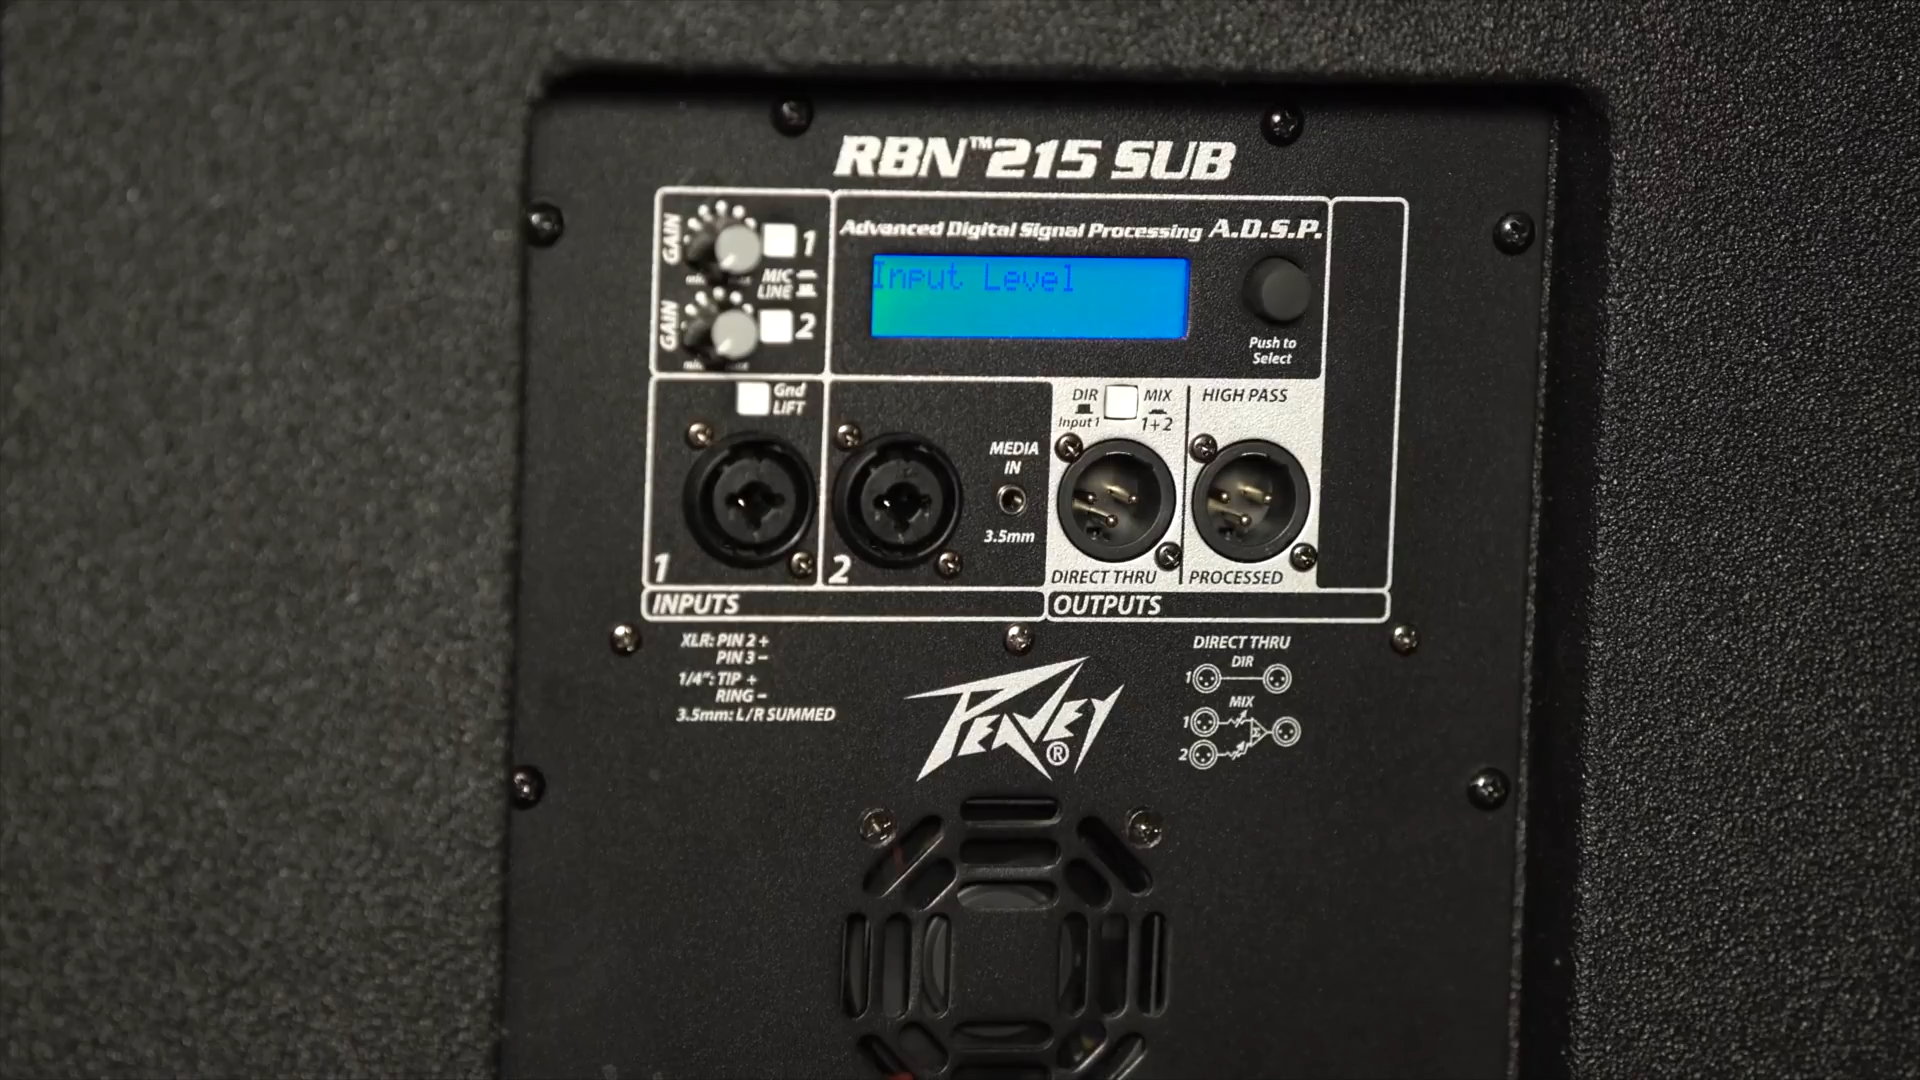 RBN™ 215 SUB
GAIN
1
MIC
LINE
GAIN
2
Advanced Digital Signal Processing A.D.S.P.
Input Level
Push to
Select
Gnd
LIFT
1
2
MEDIA
IN
3.5mm
DIR
MIX
Input 1
1+2
HIGH PASS
DIRECT THRU
PROCESSED
INPUTS
OUTPUTS
XLR: PIN 2 +
PIN 3 –
1/4": TIP +
RING –
3.5mm: L/R SUMMED
PEAVEY®
DIRECT THRU
DIR
1
MIX
1
2